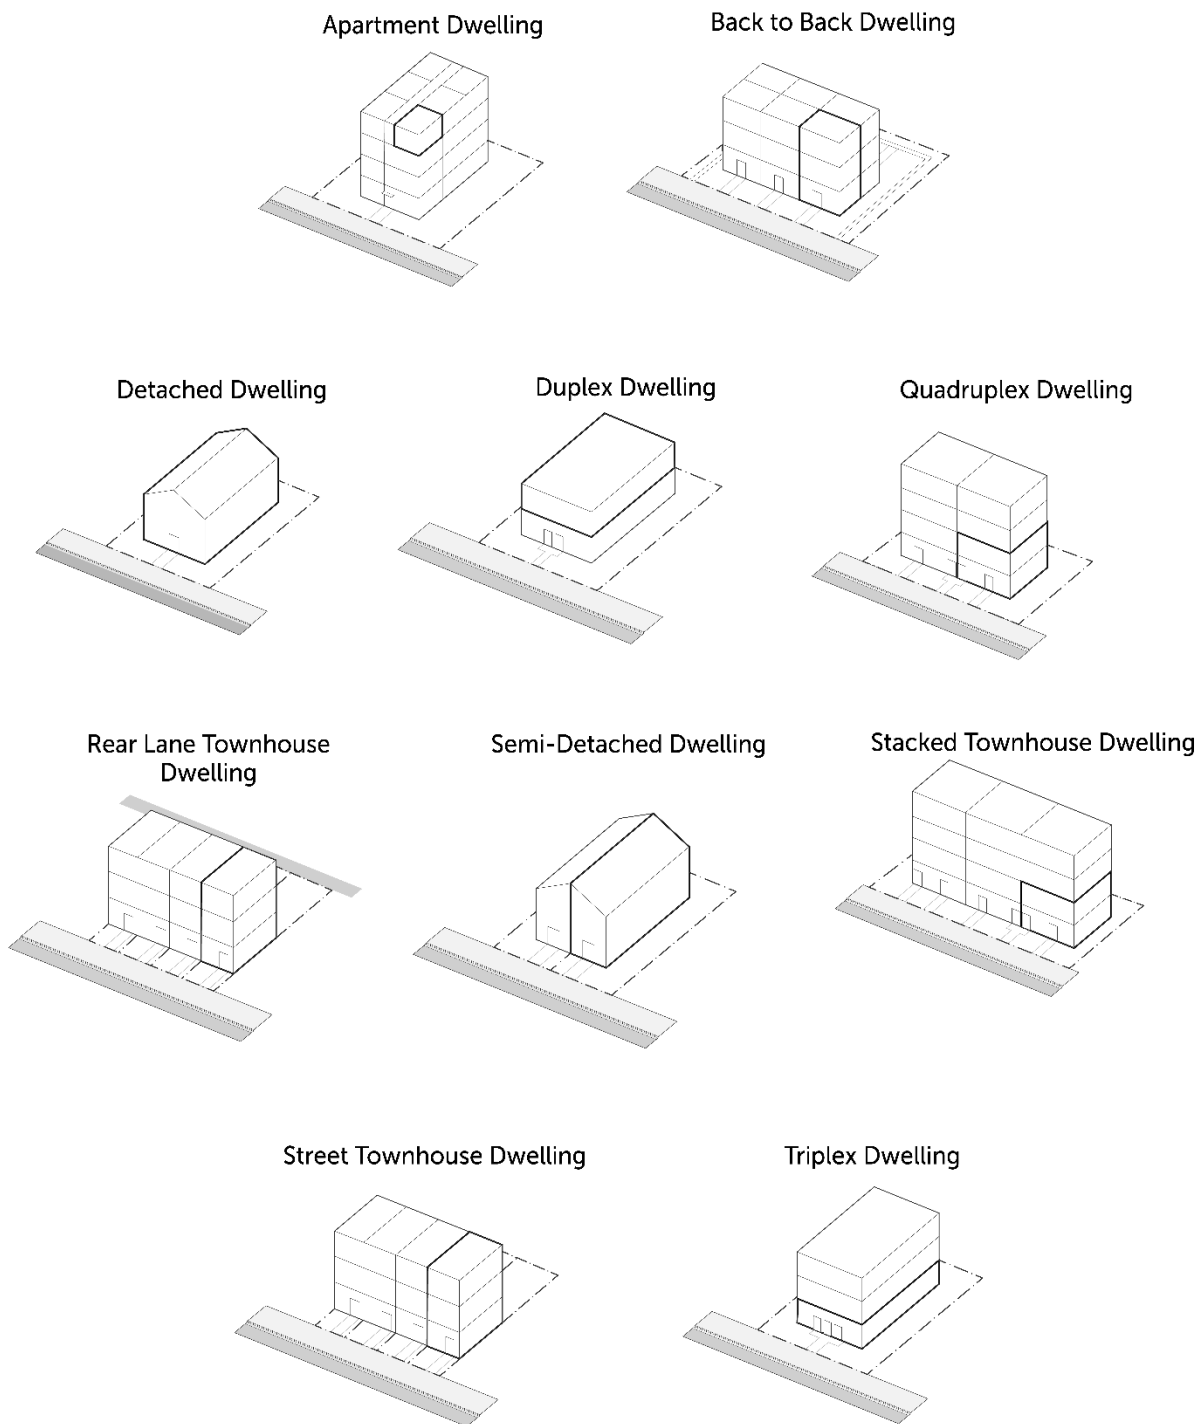 Apartment Dwelling
Back to Back Dwelling
Detached Dwelling
Duplex Dwelling
Quadruplex Dwelling
Rear Lane Townhouse
Dwelling
Semi-Detached Dwelling
Stacked Townhouse Dwelling
Street Townhouse Dwelling
Triplex Dwelling